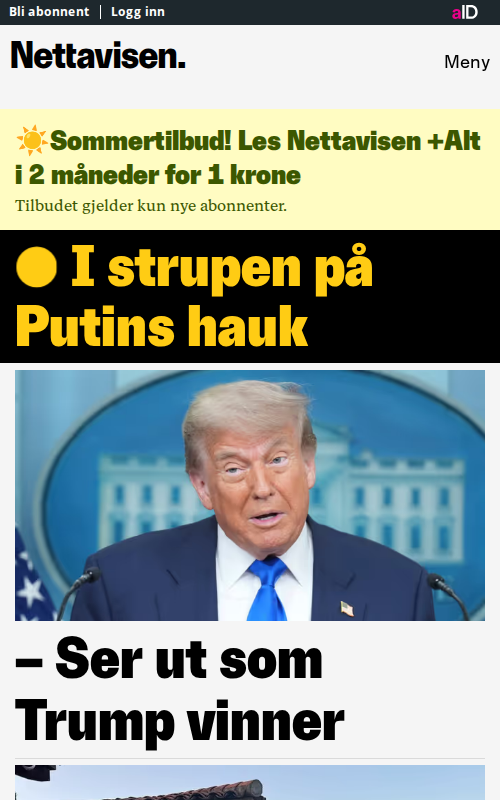 Bli abonnent
Logg inn
aID
Nettavisen.
Meny
☀️Sommertilbud! Les Nettavisen +Alt
i 2 måneder for 1 krone
Tilbudet gjelder kun nye abonnenter.
I strupen på
Putins hauk
– Ser ut som
Trump vinner